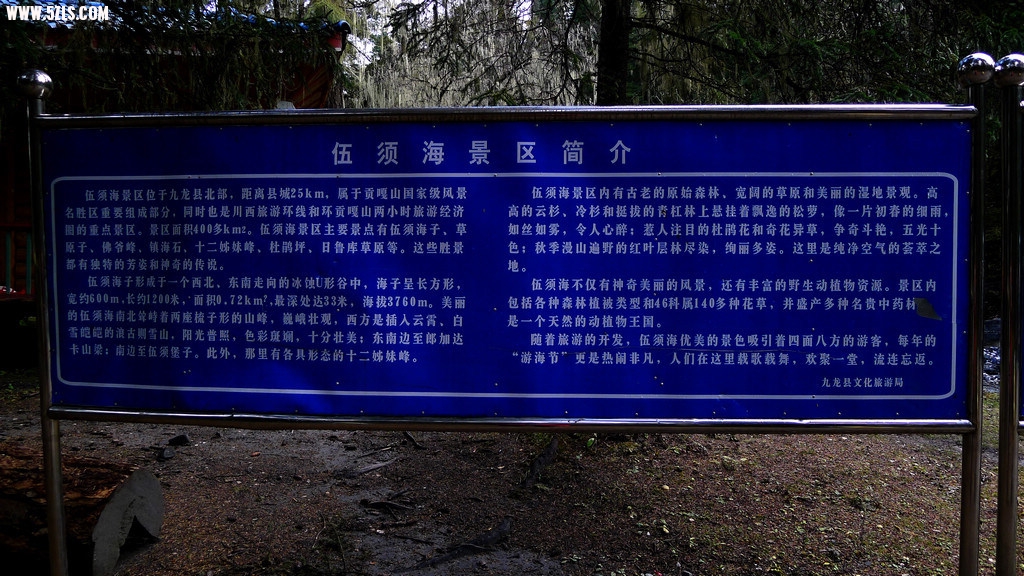 WWW.5ZLS.COM
伍须海景区简介
伍须海景区位于九龙县北部，距离县城25km，属于贡嘎山国家级风景
名胜区重要组成部分，同时也是川西旅游环线和环贡嘎山两小时旅游经济
圈的重点景区。景区面积400多km²。伍须海景区主要景点有伍须海子、草
原子、佛爷峰、镇海石、十二姊妹峰、杜鹃坪、日鲁库草原等。这些胜景
都有独特的芳姿和神奇的传说。
伍须海子形成于一个西北、东南走向的冰蚀U形谷中，海子呈长方形，
宽约600m，长约1200米，面积0.72km²，最深处达33米，海拔3760m。美丽
的伍须海南北耸峙着两座梳子形的山峰，巍峨壮观，西方是插入云霄、白
雪皑皑的浪古剧雪山，阳光普照，色彩斑斓，十分壮美；东南边至郎加达
卡山梁；南边至伍须堡子。此外，那里有各具形态的十二姊妹峰。
伍须海景区内有古老的原始森林、宽阔的草原和美丽的湿地景观。高
高的云杉、冷杉和挺拔的青杠林上悬挂着飘逸的松萝，像一片初春的细雨，
如丝如雾，令人心醉；惹人注目的杜鹃花和奇花异草，争奇斗艳，五光十
色；秋季漫山遍野的红叶层林尽染，绚丽多姿。这里是纯净空气的荟萃之
地。
伍须海不仅有神奇美丽的风景，还有丰富的野生动植物资源。景区内
包括各种森林植被类型和46科属140多种花草，并盛产多种名贵中药
是一个天然的动植物王国。
随着旅游的开发，伍须海优美的景色吸引着四面八方的游客，每年的
“游海节”更是热闹非凡，人们在这里载歌载舞，欢聚一堂，流连忘返。
九龙县文化旅游局